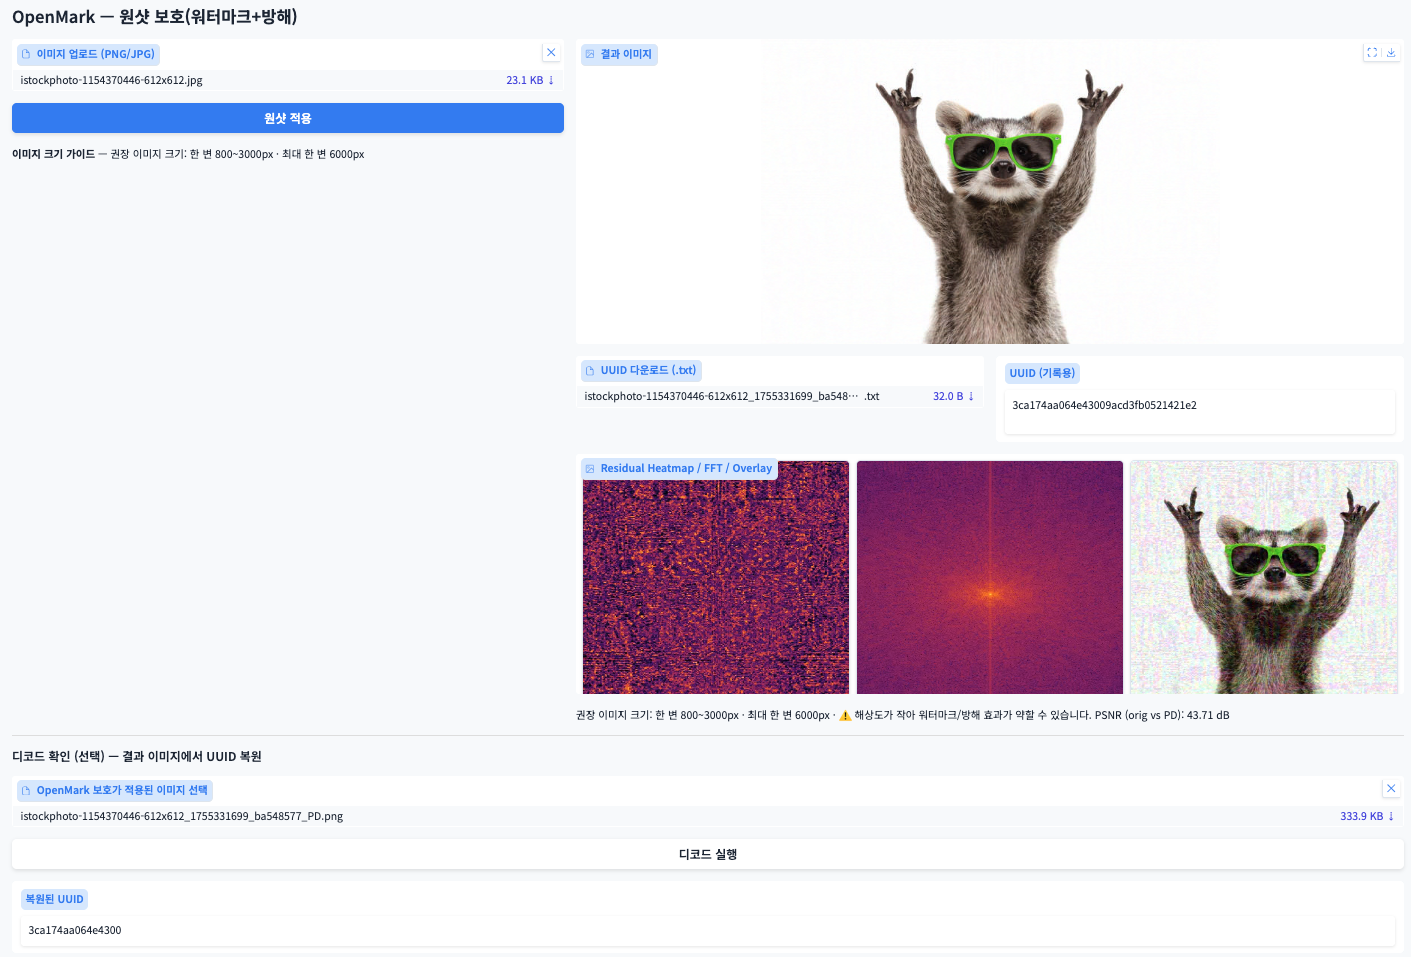 OpenMark — 원샷 보호(워터마크+방해)
이미지 업로드 (PNG/JPG)
istockphoto-1154370446-612x612.jpg
23.1 KB ↓
원샷 적용
이미지 크기 가이드 — 권장 이미지 크기: 한 변 800~3000px · 최대 한 변 6000px
결과 이미지
UUID 다운로드 (.txt)
istockphoto-1154370446-612x612_1755331699_ba548… .txt
32.0 B ↓
UUID (기록용)
3ca174aa064e43009acd3fb0521421e2
Residual Heatmap / FFT / Overlay
권장 이미지 크기: 한 변 800~3000px · 최대 한 변 6000px · ⚠️ 해상도가 작아 워터마크/방해 효과가 약할 수 있습니다. PSNR (orig vs PD): 43.71 dB
디코드 확인 (선택) — 결과 이미지에서 UUID 복원
OpenMark 보호가 적용된 이미지 선택
istockphoto-1154370446-612x612_1755331699_ba548577_PD.png
333.9 KB ↓
디코드 실행
복원된 UUID
3ca174aa064e4300